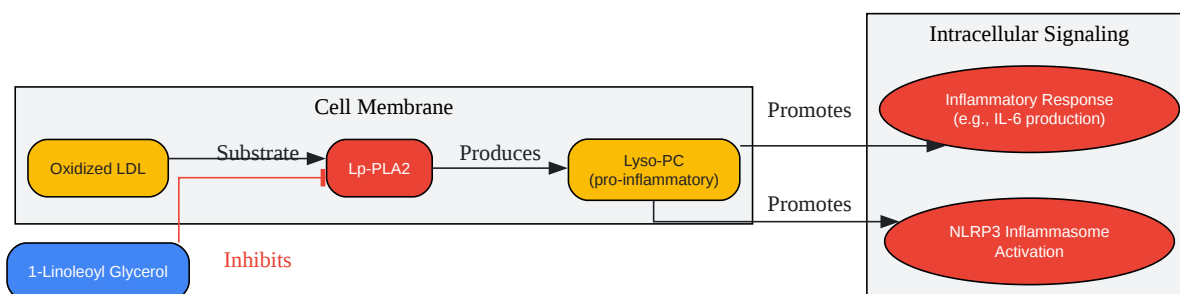 Intracellular Signaling
Cell Membrane
Promotes
Inflammatory Response
(e.g., IL-6 production)
Oxidized LDL
Substrate
Lp-PLA2
Produces
Lyso-PC
(pro-inflammatory)
Promotes
NLRP3 Inflammasome
Activation
1-Linoleoyl Glycerol
Inhibits